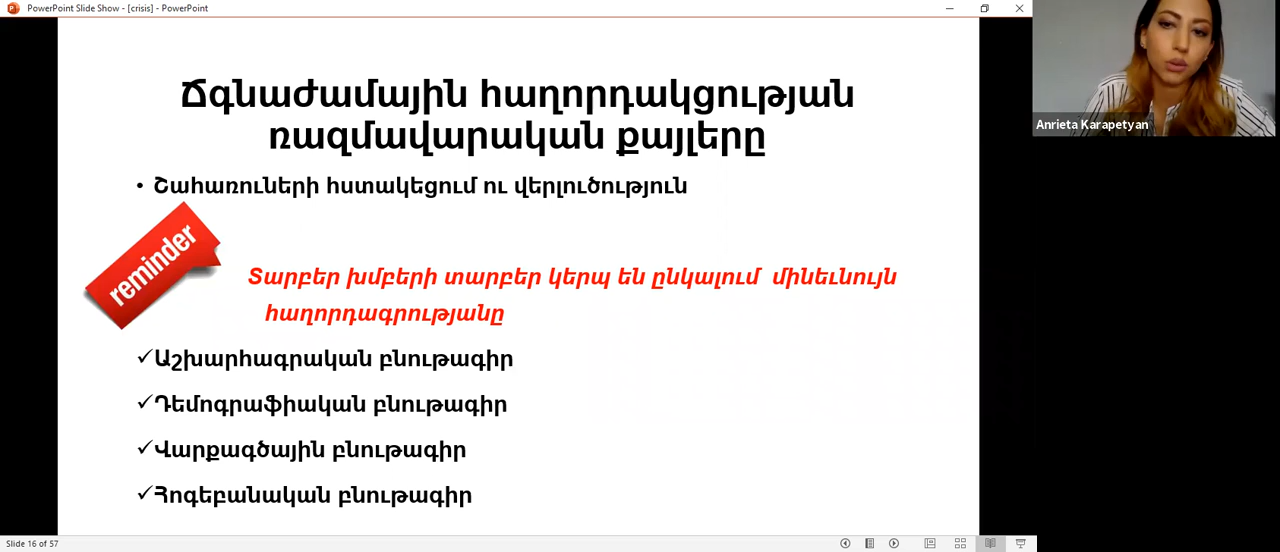 PowerPoint Slide Show - [crisis] - PowerPoint
Anrieta Karapetyan
Ճգնաժամային հաղորդակցության
ռազմավարական քայլերը
• Շահառուների հստակեցում ու վերլուծություն
reminder
Տարբեր խմբերի տարբեր կերպ են ընկալում մինեւնույն
հաղորդագրությանը
✓Աշխարհագրական բնութագիր
✓Դեմոգրաֆիական բնութագիր
✓Վարքագծային բնութագիր
✓Հոգեբանական բնութագիր
Slide 16 of 57